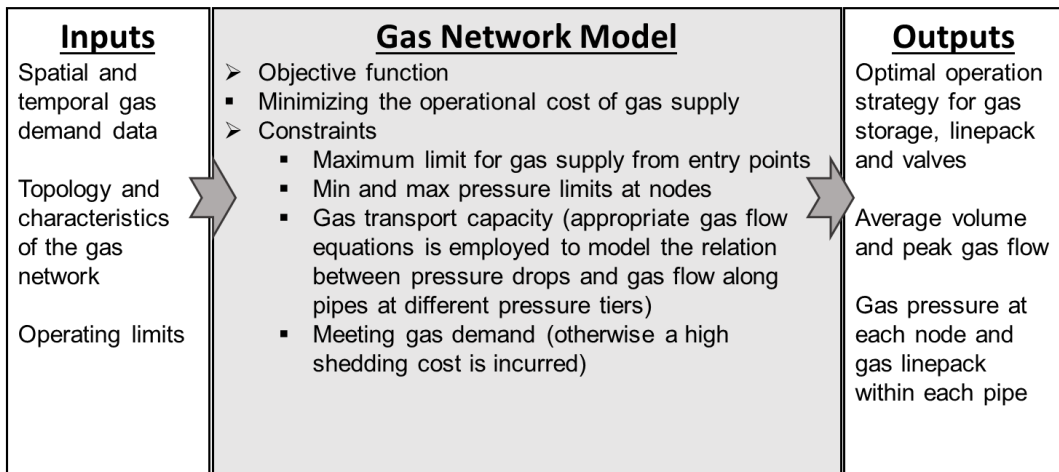 Inputs
Spatial and
temporal gas
demand data
Topology and
characteristics
of the gas
network
Operating limits
Gas Network Model
➢ Objective function
▪ Minimizing the operational cost of gas supply
➢ Constraints
▪ Maximum limit for gas supply from entry points
▪ Min and max pressure limits at nodes
▪ Gas transport capacity (appropriate gas flow
equations is employed to model the relation
between pressure drops and gas flow along
pipes at different pressure tiers)
▪ Meeting gas demand (otherwise a high
shedding cost is incurred)
Outputs
Optimal operation
strategy for gas
storage, linepack
and valves
Average volume
and peak gas flow
Gas pressure at
each node and
gas linepack
within each pipe